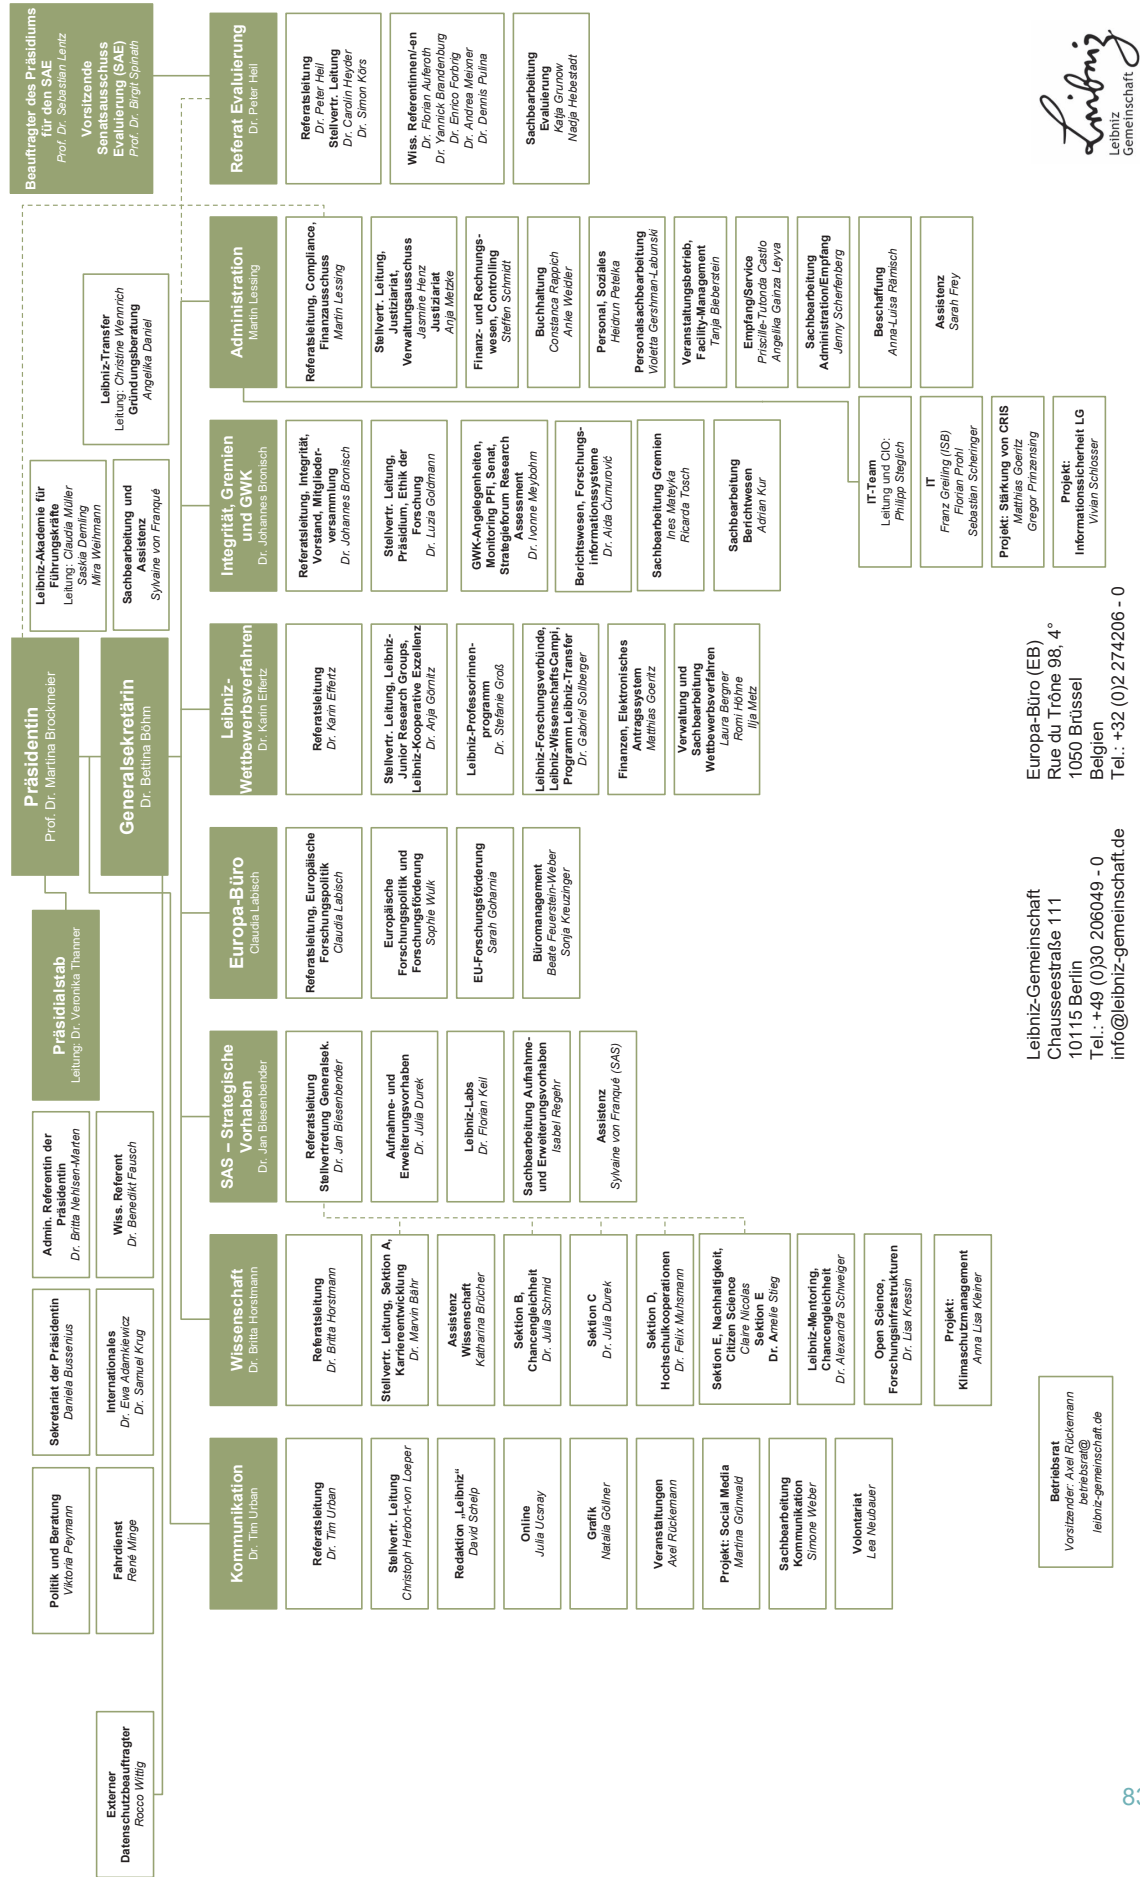 Externer
Datenschutzbeauftragter
Rocco Wittig
Politik und Beratung
Viktoria Peymann
Fahrdienst
René Minge
Sekretariat der Präsidentin
Daniela Bussenius
Internationales
Dr. Ewa Adamkiewicz
Dr. Samuel Krug
Admin. Referentin der
Präsidentin
Dr. Britta Nehlsen-Marten
Wiss. Referent
Dr. Benedikt Fausch
Präsidialstab
Leitung: Dr. Veronika Thanner
Präsidentin
Prof. Dr. Martina Brockmeier
Generalsekretärin
Dr. Bettina Böhm
Leibniz-Akademie für
Führungskräfte
Leitung: Claudia Müller
Saskia Demling
Mira Weihmann
Sachbearbeitung und
Assistenz
Sylvaine von Franqué
Leibniz-Transfer
Leitung: Christine Wennrich
Gründungsberatung
Angelika Daniel
Beauftragter des Präsidiums
für den SAE
Prof. Dr. Sebastian Lentz
Vorsitzende
Senatsausschuss
Evaluierung (SAE)
Prof. Dr. Birgit Spinath
Kommunikation
Dr. Tim Urban
Referatsleitung
Dr. Tim Urban
Stellvertr. Leitung
Christoph Herbort-von Loeper
Redaktion „Leibniz“
David Schelp
Online
Julia Ucsnay
Grafik
Natalia Göllner
Veranstaltungen
Axel Rückemann
Projekt: Social Media
Martina Grünwald
Sachbearbeitung
Kommunikation
Simone Weber
Volontariat
Lea Neubauer
Wissenschaft
Dr. Britta Horstmann
Referatsleitung
Dr. Britta Horstmann
Stellvertr. Leitung, Sektion A,
Karrierentwicklung
Dr. Marvin Bähr
Assistenz
Wissenschaft
Katharina Brücher
Sektion B,
Chancengleichheit
Dr. Julia Schmid
Sektion C
Dr. Julia Durek
Sektion D,
Hochschulkooperationen
Dr. Felix Muhsmann
Sektion E, Nachhaltigkeit,
Citizen Science
Claire Nicolas
Sektion E
Dr. Amelie Stieg
Leibniz-Mentoring,
Chancengleichheit
Dr. Alexandra Schweiger
Open Science,
Forschungsinfrastrukturen
Dr. Lisa Kressin
Projekt:
Klimaschutzmanagement
Anna Lisa Kleiner
SAS – Strategische
Vorhaben
Dr. Jan Biesenbender
Referatsleitung
Stellvertretung Generalsek.
Dr. Jan Biesenbender
Aufnahme- und
Erweiterungsvorhaben
Dr. Julia Durek
Leibniz-Labs
Dr. Florian Keil
Sachbearbeitung Aufnahme-
und Erweiterungsvorhaben
Isabel Regehr
Assistenz
Sylvaine von Franqué (SAS)
Europa-Büro
Claudia Labisch
Referatsleitung, Europäische
Forschungspolitik
Claudia Labisch
Europäische
Forschungspolitik und
Forschungsförderung
Sophie Wulk
EU-Forschungsförderung
Sarah Goharnia
Büromanagement
Beate Feuerstein-Weber
Sonja Kreuzinger
Leibniz-
Wettbewerbsverfahren
Dr. Karin Effertz
Referatsleitung
Dr. Karin Effertz
Stellvertr. Leitung, Leibniz-
Junior Research Groups,
Leibniz-Kooperative Exzellenz
Dr. Anja Görnitz
Leibniz-Professorinnen-
programm
Dr. Stefanie Groß
Leibniz-Forschungsverbünde,
Leibniz-WissenschaftsCampi,
Programm Leibniz-Transfer
Dr. Gabriel Sollberger
Finanzen, Elektronisches
Antragssystem
Matthias Goeritz
Verwaltung und
Sachbearbeitung
Wettbewerbsverfahren
Laura Bergner
Romi Höhne
Ilja Metz
Integrität, Gremien
und GWK
Dr. Johannes Bronisch
Referatsleitung, Integrität,
Vorstand, Mitglieder-
versammlung
Dr. Johannes Bronisch
Stellvertr. Leitung,
Präsidium, Ethik der
Forschung
Dr. Luzia Goldmann
GWK-Angelegenheiten,
Monitoring PFI, Senat,
Strategieforum Research
Assessment
Dr. Ivonne Meybohm
Berichtswesen, Forschungs-
informationssysteme
Dr. Aida Ćumurović
Sachbearbeitung Gremien
Ines Mateyka
Ricarda Tosch
Sachbearbeitung
Berichtwesen
Adrian Kur
Administration
Martin Lessing
Referatsleitung, Compliance,
Finanzausschuss
Martin Lessing
Stellvertr. Leitung,
Justiziariat,
Verwaltungsausschuss
Jasmine Henz
Justiziariat
Anja Metzke
Finanz- und Rechnungs-
wesen, Controlling
Steffen Schmidt
Buchhaltung
Constanca Rappich
Anke Weidler
Personal, Soziales
Heidrun Petelka
Personalsachbearbeitung
Violetta Gershman-Labunski
Veranstaltungsbetrieb,
Facility-Management
Tanja Bieberstein
Empfang/Service
Priscille-Tutonda Castlo
Angelika Gainza Leyva
Sachbearbeitung
Administration/Empfang
Jenny Scherfenberg
Beschaffung
Anna-Luisa Rämisch
Assistenz
Sarah Frey
IT-Team
Leitung und CIO:
Philipp Steglich
IT
Franz Greiling (ISB)
Florian Prohl
Sebastian Scheringer
Projekt: Stärkung von CRIS
Matthias Goeritz
Gregor Prinzensing
Projekt:
Informationssicherheit LG
Vivian Schlosser
Referat Evaluierung
Dr. Peter Heil
Referatsleitung
Dr. Peter Heil
Stellvertr. Leitung
Dr. Carolin Heyder
Dr. Simon Körs
Wiss. Referentinnen/-en
Dr. Florian Auferoth
Dr. Yannick Brandenburg
Dr. Enrico Forbrig
Dr. Andrea Meixner
Dr. Dennis Pulina
Sachbearbeitung
Evaluierung
Katja Grunow
Nadja Hebestadt
Betriebsrat
Vorsitzender: Axel Rückemann
betriebsrat@
leibniz-gemeinschaft.de
Leibniz-Gemeinschaft
Chausseestraße 111
10115 Berlin
Tel.: +49 (0)30 206049 - 0
info@leibniz-gemeinschaft.de
Europa-Büro (EB)
Rue du Trône 98, 4°
1050 Brüssel
Belgien
Tel.: +32 (0)2 274206 - 0
Leibniz
Leibniz
Gemeinschaft
83